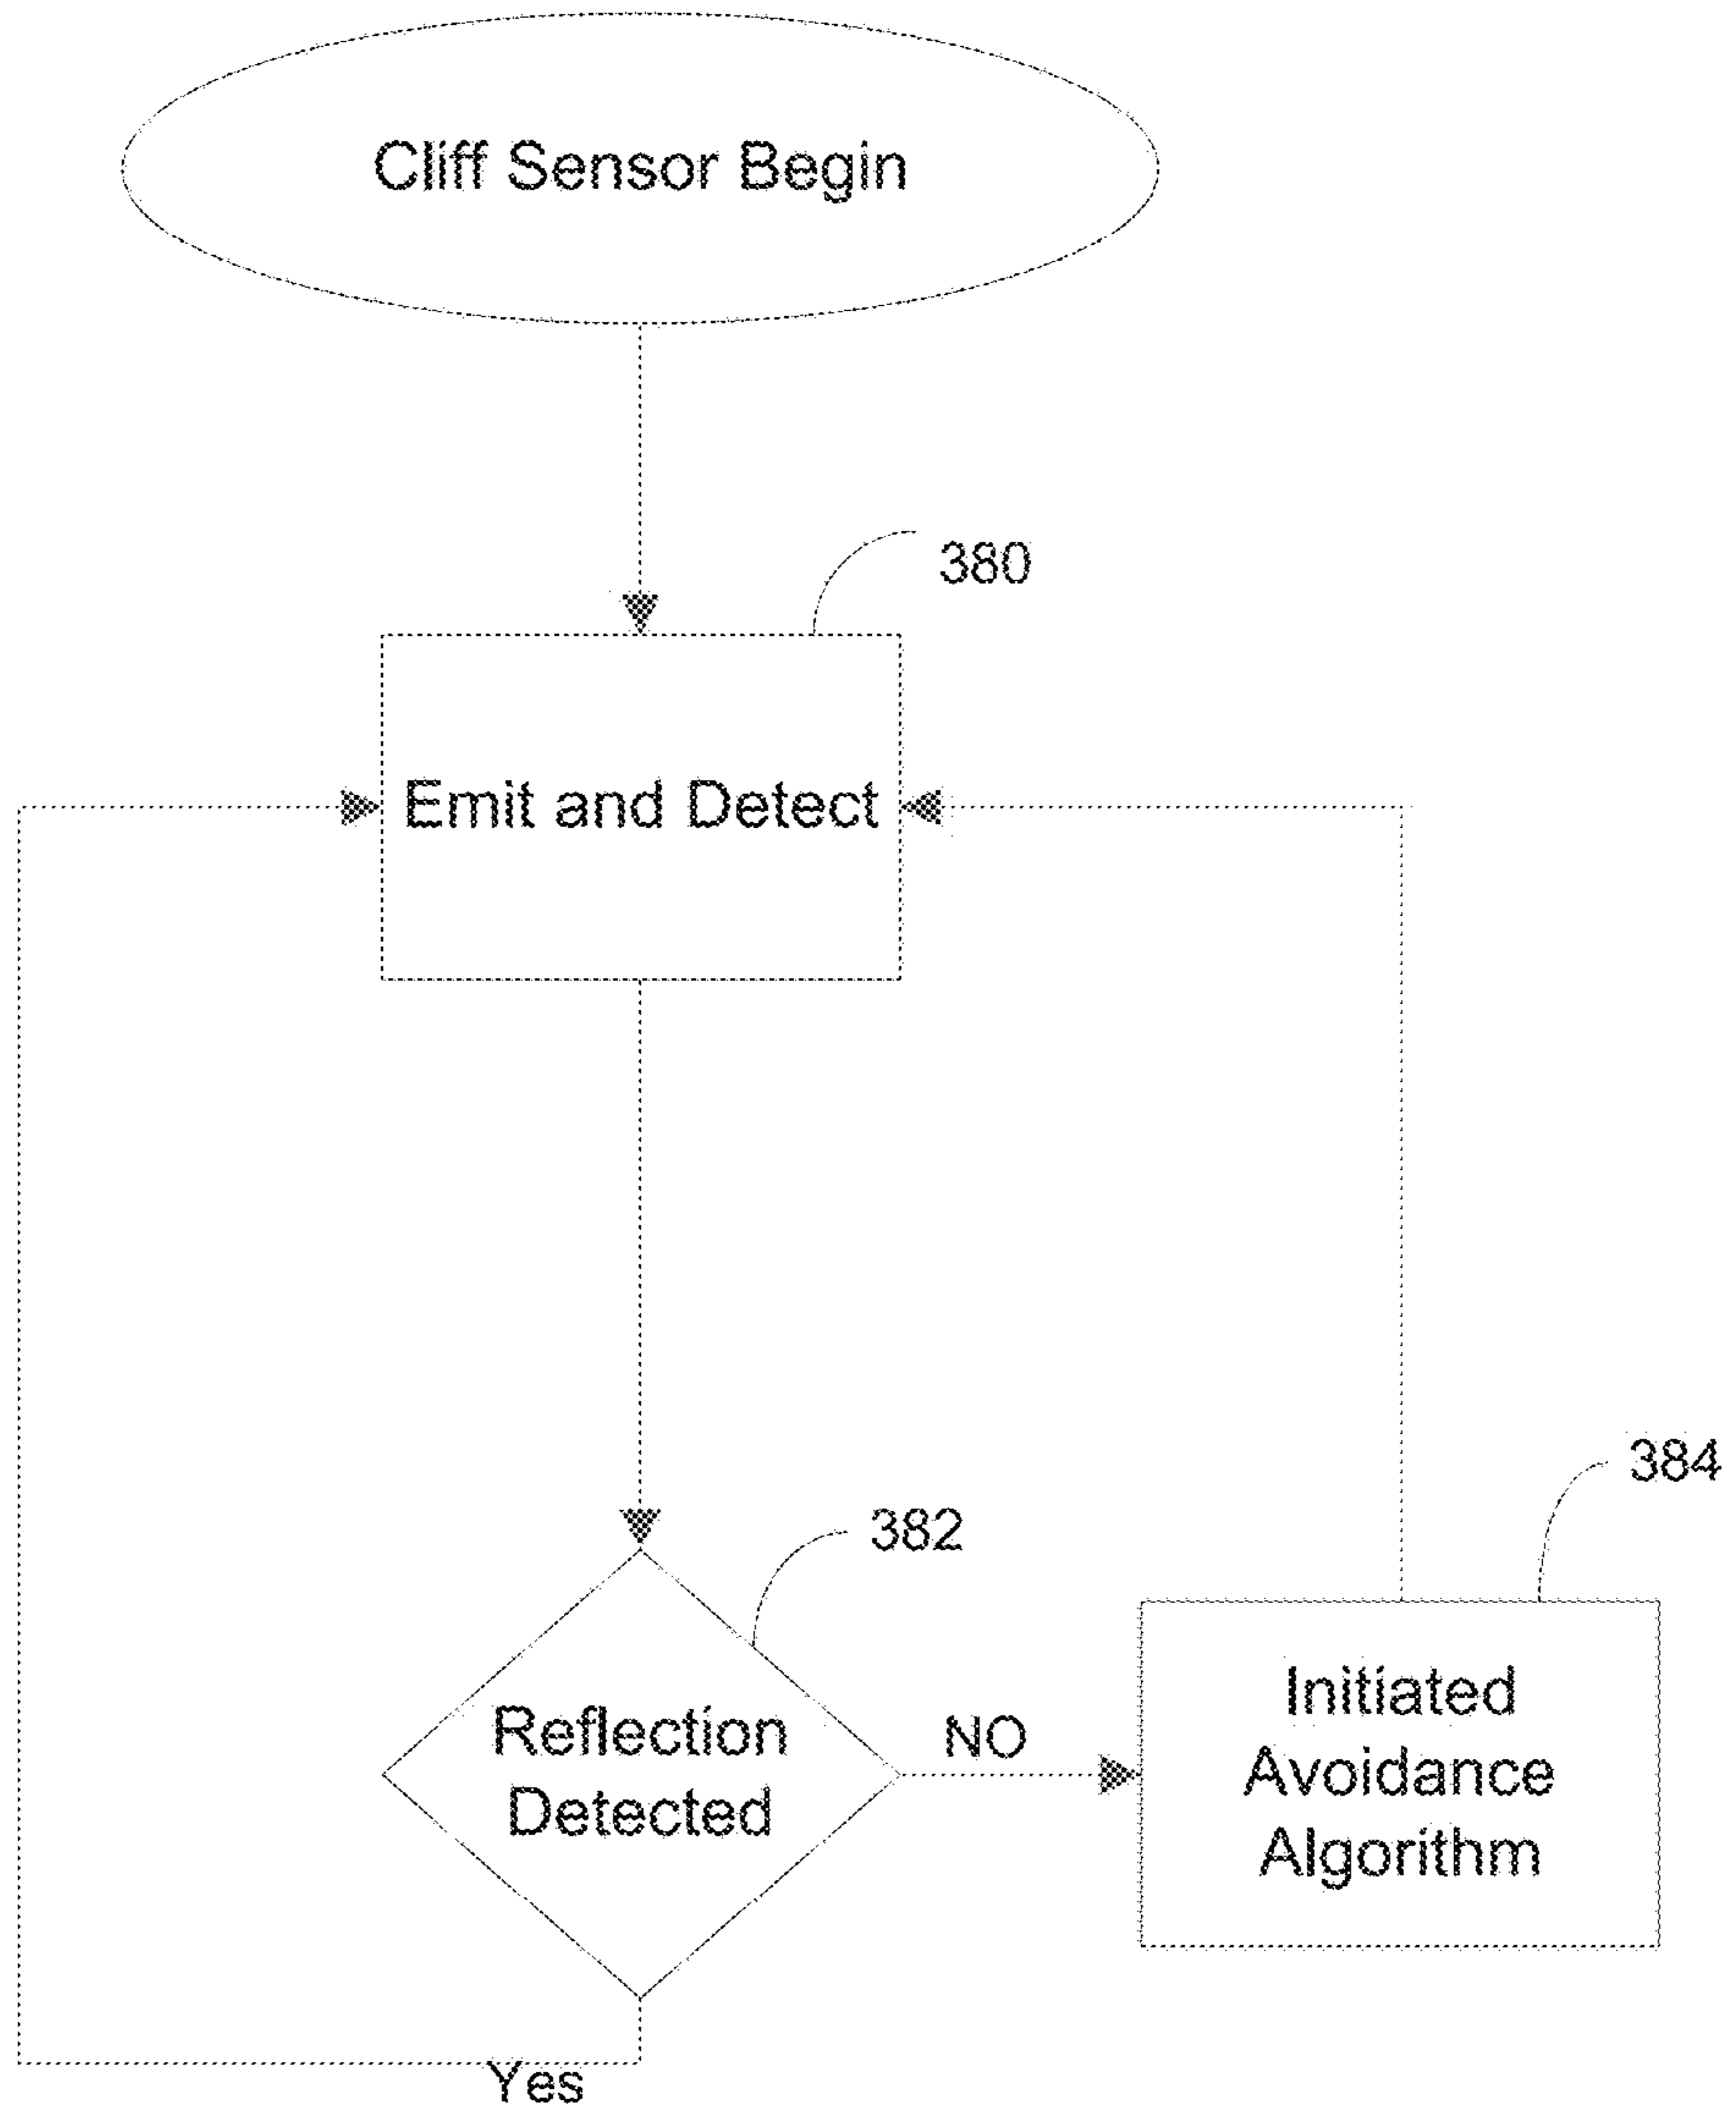 Cliff Sensor Begin
380
Emit and Detect
384
382
Reflection
Detected
NO
Initiated
Avoidance
Algorithm
Yes